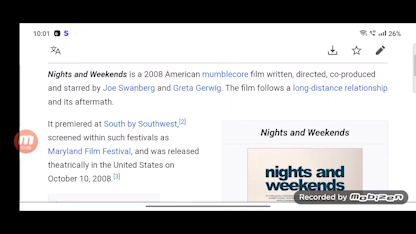 10:01 S 26%
Nights and Weekends is a 2008 American mumblecore film written, directed, co-produced
and starred by Joe Swanberg and Greta Gerwig. The film follows a long-distance relationship
and its aftermath.
It premiered at South by Southwest,[2]
screened within such festivals as
Maryland Film Festival, and was released
theatrically in the United States on
October 10, 2008.[3]
Nights and Weekends
nights and
weekends
Recorded by mobizen